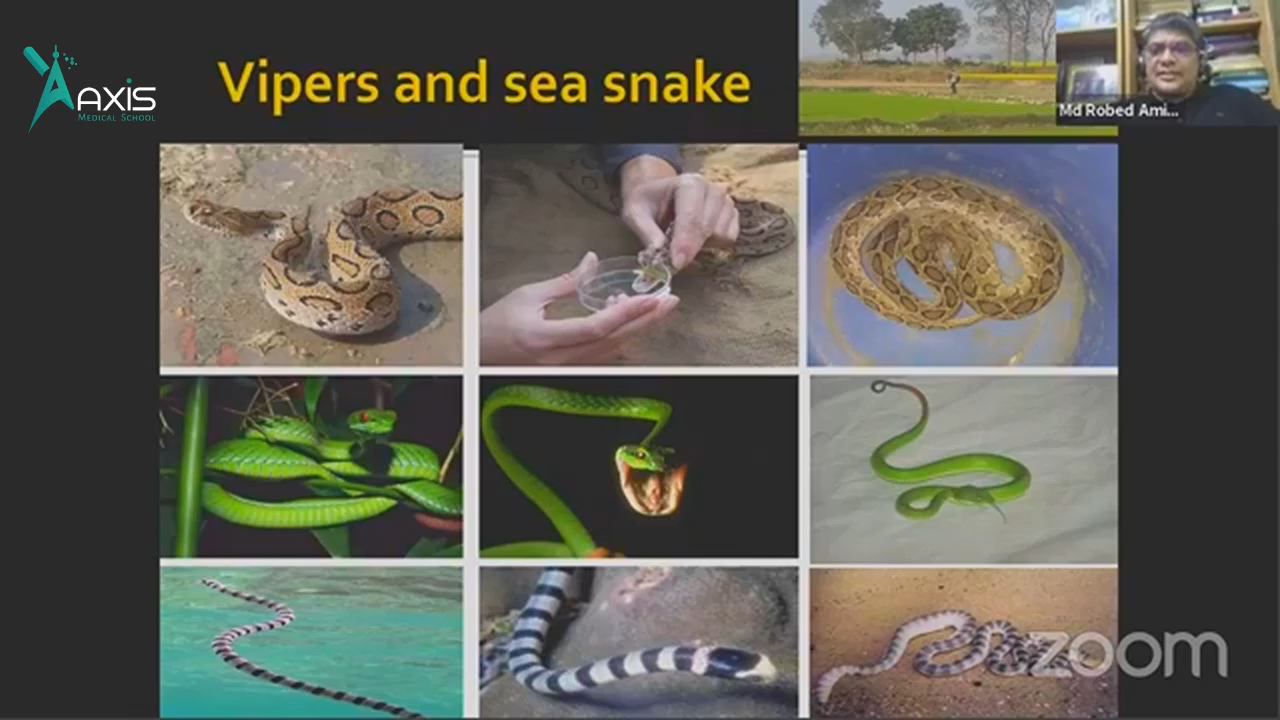 AXIS
MEDICAL SCHOOL
Vipers and sea snake
Md Robed Ami...
zoom